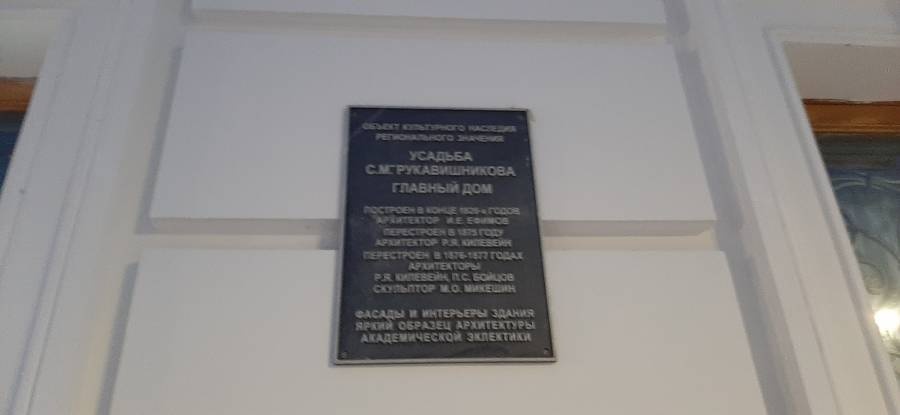 ОБЪЕКТ КУЛЬТУРНОГО НАСЛЕДИЯ
РЕГИОНАЛЬНОГО ЗНАЧЕНИЯ
УСАДЬБА
С.М. РУКАВИШНИКОВА
ГЛАВНЫЙ ДОМ
ПОСТРОЕН В КОНЦЕ 1820-х ГОДОВ
АРХИТЕКТОР И.Е. ЕФИМОВ
ПЕРЕСТРОЕН В 1875 ГОДУ
АРХИТЕКТОР Р.Я. КИЛЕВЕЙН
ПЕРЕСТРОЕН В 1876-1877 ГОДАХ
АРХИТЕКТОРЫ
Р.Я. КИЛЕВЕЙН, П.С. БОЙЦОВ
СКУЛЬПТОР М.О. МИКЕШИН
ФАСАДЫ И ИНТЕРЬЕРЫ ЗДАНИЯ
ЯРКИЙ ОБРАЗЕЦ АРХИТЕКТУРЫ
АКАДЕМИЧЕСКОЙ ЭКЛЕКТИКИ